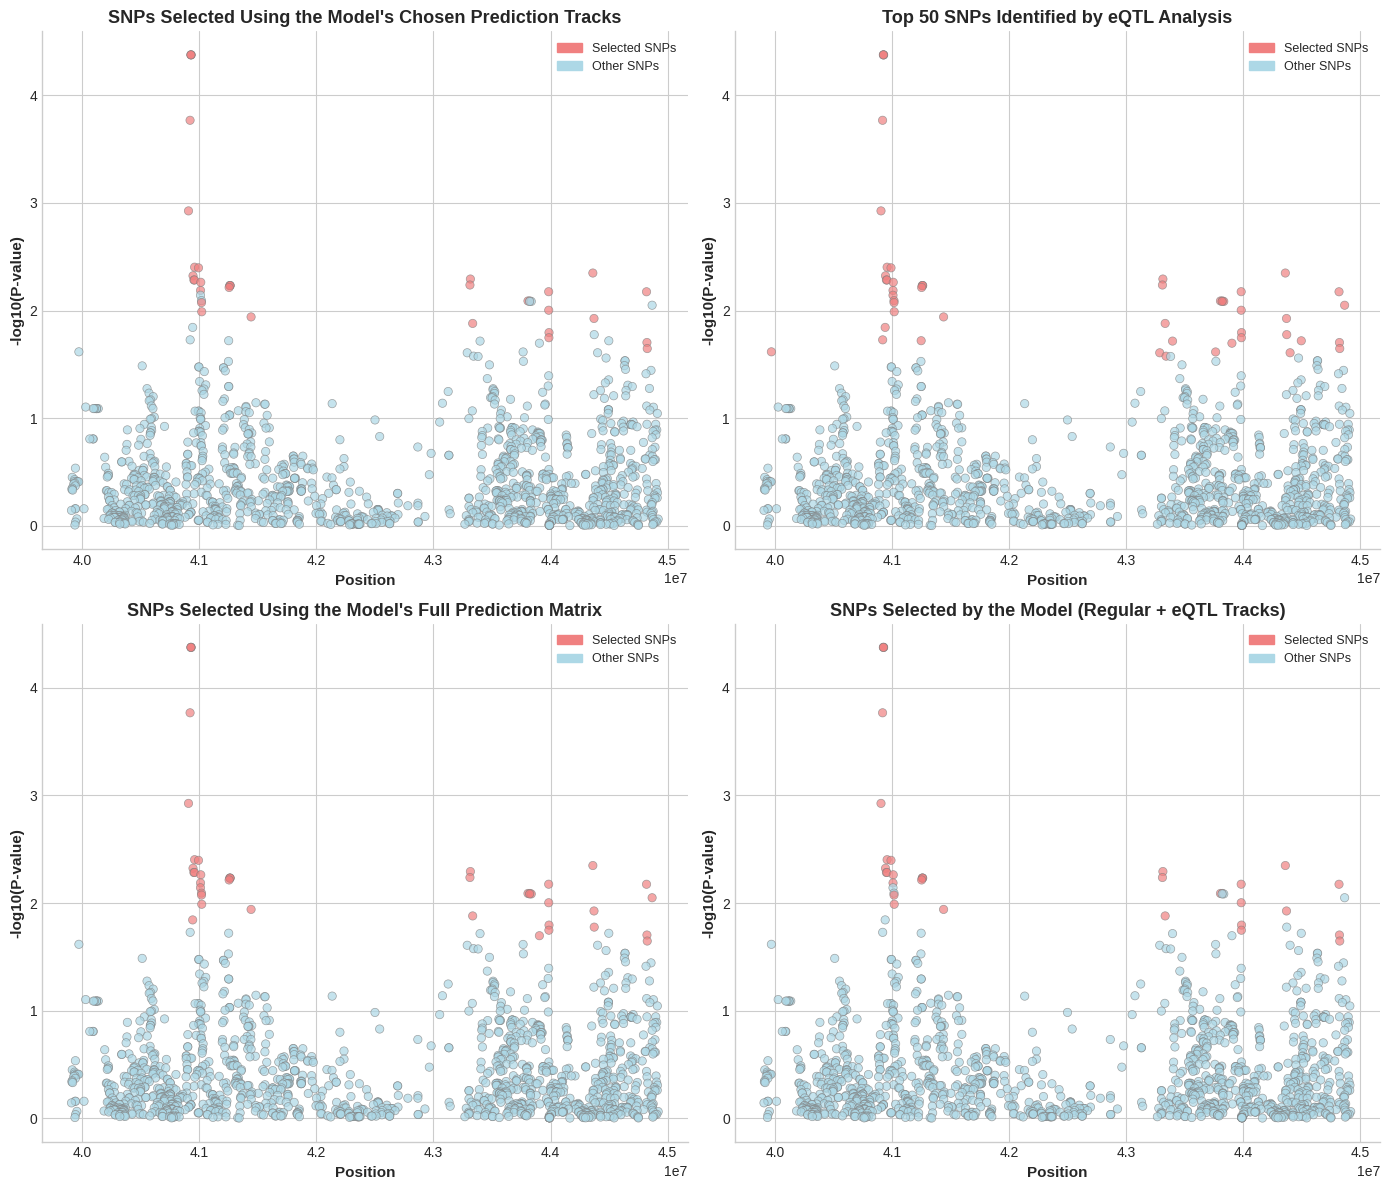 SNPs Selected Using the Model's Chosen Prediction Tracks
Selected SNPs
Other SNPs
-log10(P-value)
4
3
2
1
0
4.0 4.1 4.2 4.3 4.4 4.5
1e7
Position
Top 50 SNPs Identified by eQTL Analysis
Selected SNPs
Other SNPs
-log10(P-value)
4
3
2
1
0
4.0 4.1 4.2 4.3 4.4 4.5
1e7
Position
SNPs Selected Using the Model's Full Prediction Matrix
Selected SNPs
Other SNPs
-log10(P-value)
4
3
2
1
0
4.0 4.1 4.2 4.3 4.4 4.5
1e7
Position
SNPs Selected by the Model (Regular + eQTL Tracks)
Selected SNPs
Other SNPs
-log10(P-value)
4
3
2
1
0
4.0 4.1 4.2 4.3 4.4 4.5
1e7
Position